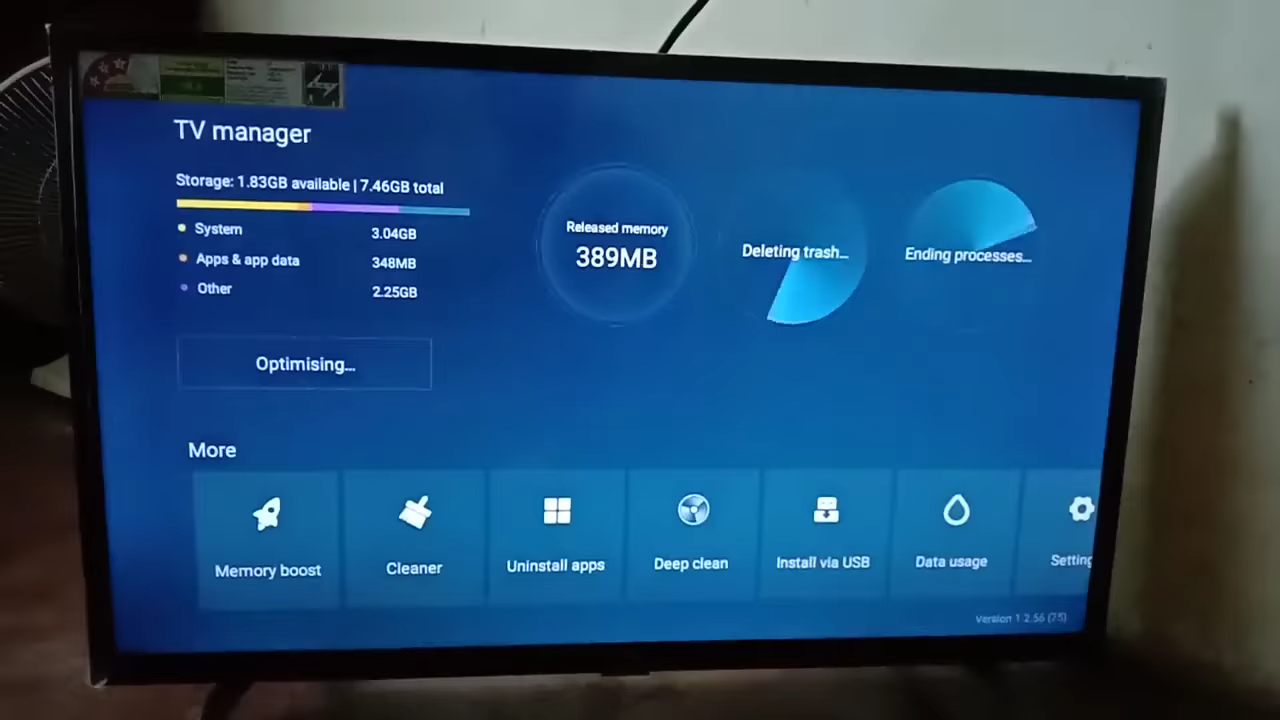 TV manager
Storage: 1.83GB available | 7.46GB total
System 3.04GB
Apps & app data 348MB
Other 2.25GB
Released memory
389MB
Deleting trash...
Ending processes...
Optimising...
More
Memory boost
Cleaner
Uninstall apps
Deep clean
Install via USB
Data usage
Setting
Version 1.2.56 (75)